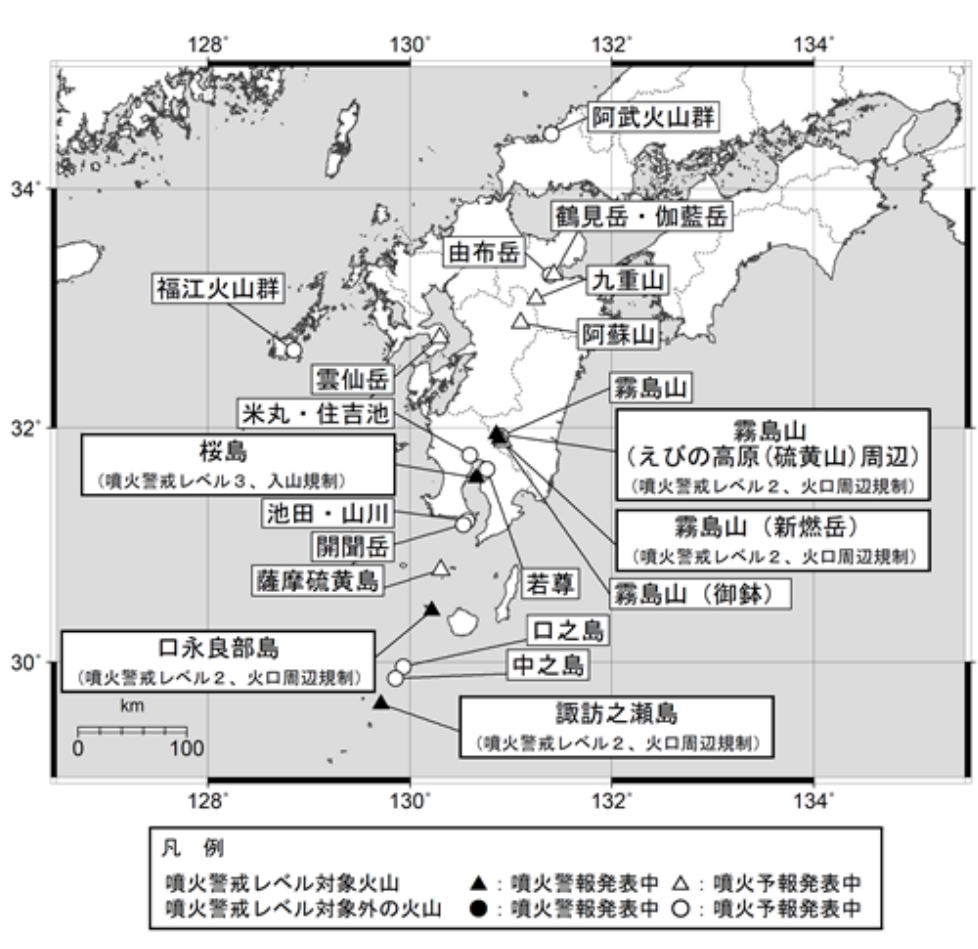 128° 130° 132° 134°
阿武火山群
34°
鶴見岳・伽藍岳
由布岳
九重山
福江火山群
阿蘇山
雲仙岳
霧島山
米丸・住吉池
32°
霧島山
(えびの高原(硫黄山)周辺)
(噴火警戒レベル2、火口周辺規制)
桜島
(噴火警戒レベル3、入山規制)
池田・山川
霧島山(新燃岳)
(噴火警戒レベル2、火口周辺規制)
開聞岳
薩摩硫黄島
若尊
霧島山(御鉢)
口之島
口永良部島
(噴火警戒レベル2、火口周辺規制)
30°
中之島
諏訪之瀬島
(噴火警戒レベル2、火口周辺規制)
km
0 100
128° 130° 132° 134°
凡 例
噴火警戒レベル対象火山 ▲:噴火警報発表中 △:噴火予報発表中
噴火警戒レベル対象外の火山 ●:噴火警報発表中 ○:噴火予報発表中